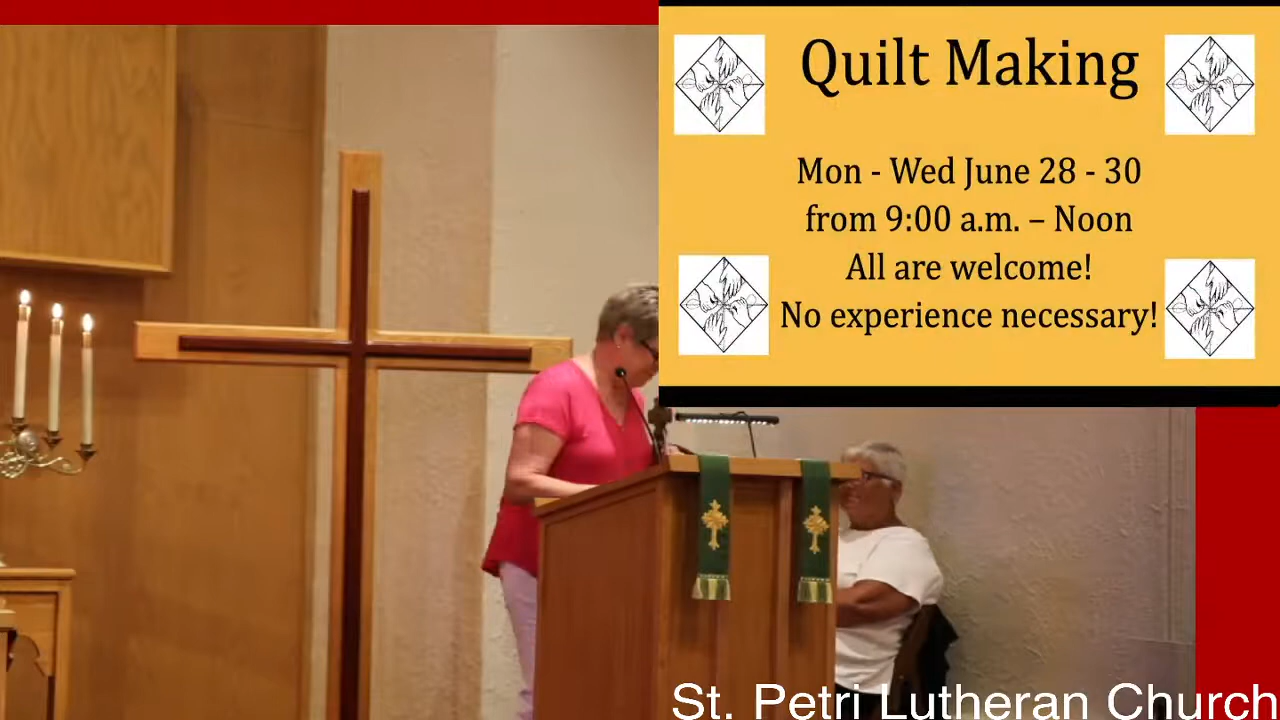 Quilt Making
Mon - Wed June 28 - 30
from 9:00 a.m. – Noon
All are welcome!
No experience necessary!
St. Petri Lutheran Church